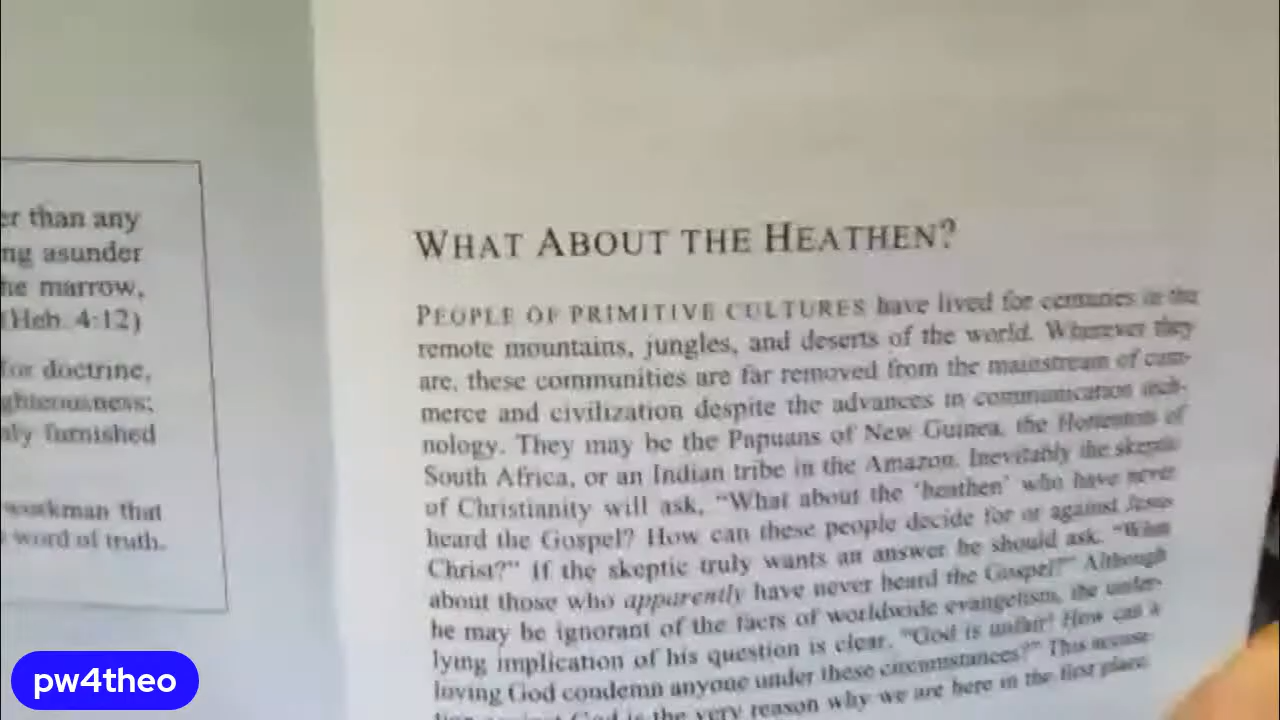 er than any
ng asunder
he marrow,
(Heb. 4:12)
for doctrine,
ghteousness;
ly furnished
workman that
word of truth.
WHAT ABOUT THE HEATHEN?
PEOPLE OF PRIMITIVE CULTURES have lived for centuries in the
remote mountains, jungles, and deserts of the world. Wherever they
are, these communities are far removed from the mainstream of com-
merce and civilization despite the advances in communication tech-
nology. They may be the Papuans of New Guinea, the Hottentots of
South Africa, or an Indian tribe in the Amazon. Inevitably the skeptic
of Christianity will ask, “What about the ‘heathen’ who have never
heard the Gospel? How can these people decide for or against Jesus
Christ?” If the skeptic truly wants an answer he should ask, “What
about those who apparently have never heard the Gospel?” Although
he may be ignorant of the facts of worldwide evangelism, the under-
lying implication of his question is clear. “God is unfair! How can a
loving God condemn anyone under these circumstances?” This accusa-
God is the very reason why we are here in the first place.
pw4theo